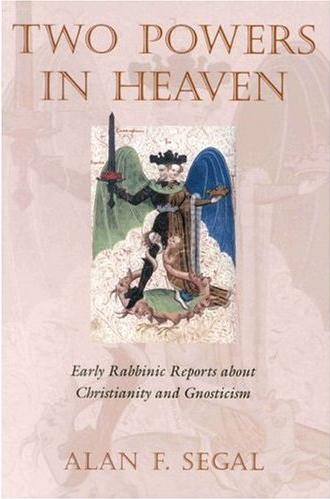 TWO POWERS
IN HEAVEN
Early Rabbinic Reports about
Christianity and Gnosticism
ALAN F. SEGAL